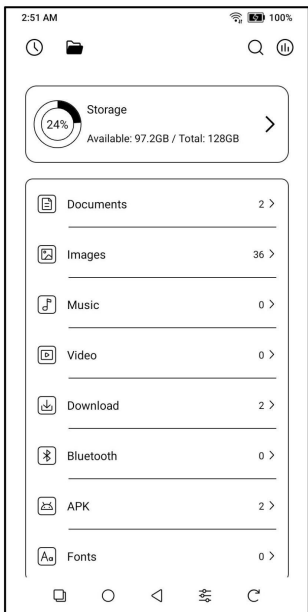 2:51 AM 100%
24%
Storage
Available: 97.2GB / Total: 128GB
Documents 2
Images 36
Music 0
Video 0
Download 2
Bluetooth 0
APK 2
Aa Fonts 0